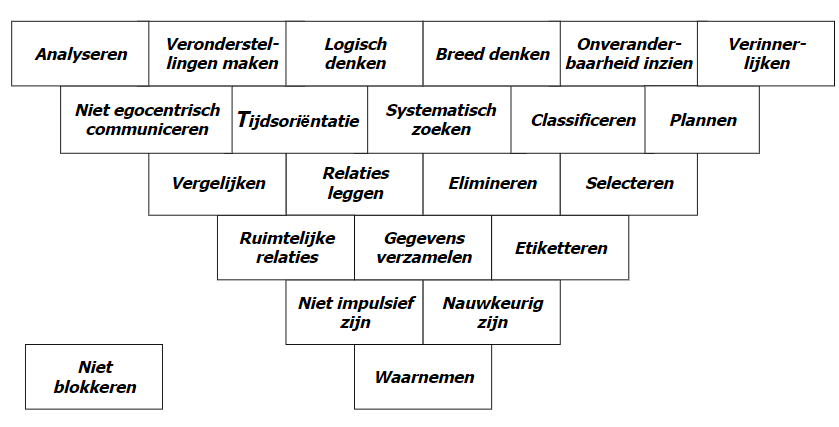 Analyseren
Veronderstel-
lingen maken
Logisch
denken
Breed denken
Onverander-
baarheid inzien
Verinner-
lijken
Niet egocentrisch
communiceren
Tijdsoriëntatie
Systematisch
zoeken
Classificeren
Plannen
Vergelijken
Relaties
leggen
Elimineren
Selecteren
Ruimtelijke
relaties
Gegevens
verzamelen
Etiketteren
Niet impulsief
zijn
Nauwkeurig
zijn
Niet
blokkeren
Waarnemen